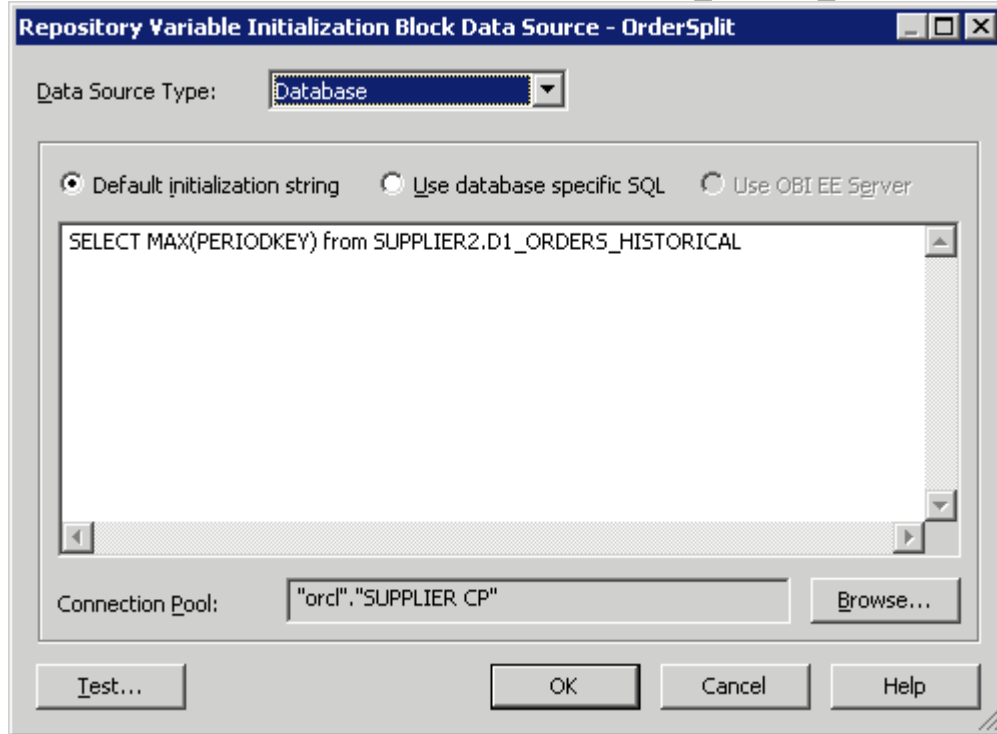 Repository Variable Initialization Block Data Source - OrderSplit
Data Source Type: Database
Default initialization string Use database specific SQL Use OBI EE Server
SELECT MAX(PERIODKEY) from SUPPLIER2.D1_ORDERS_HISTORICAL
Connection Pool: "orcl"."SUPPLIER CP" Browse...
Test... OK Cancel Help